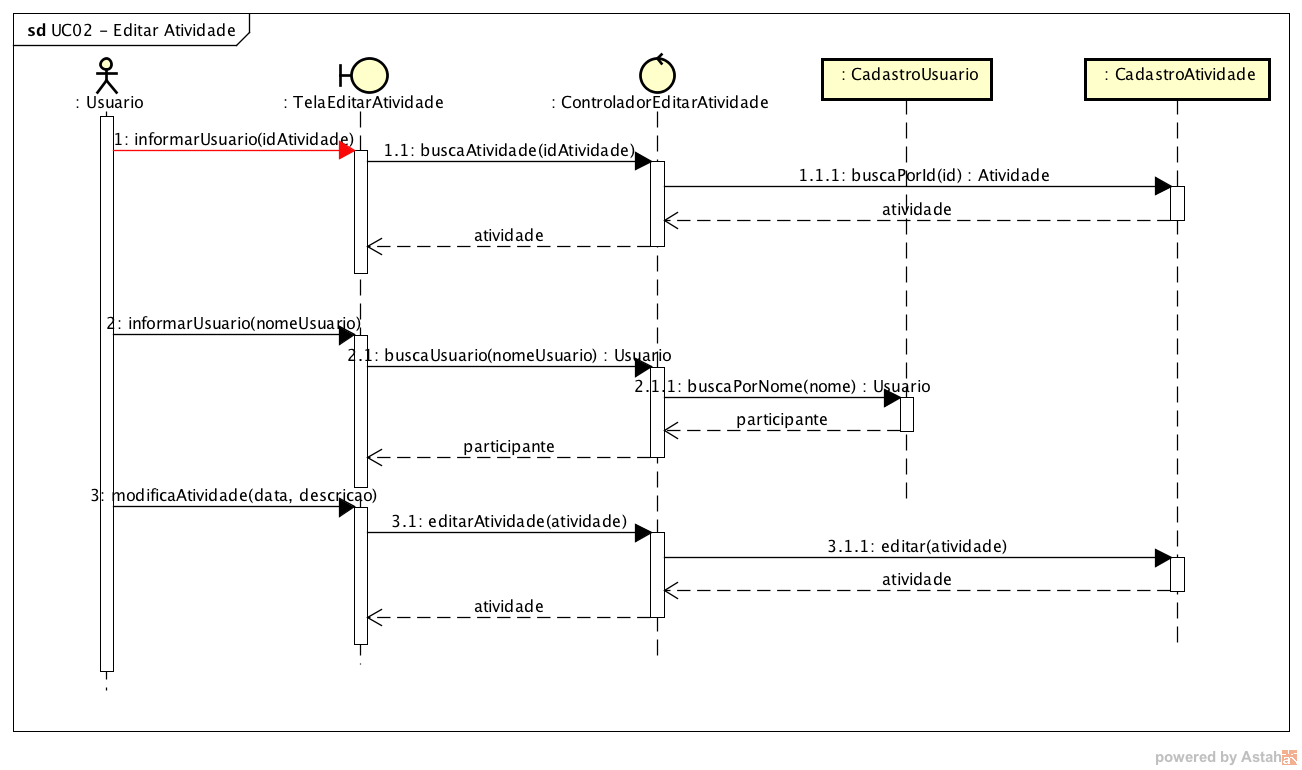 sd UC02 - Editar Atividade
: Usuario
: TelaEditarAtividade
: ControladorEditarAtividade
: CadastroUsuario
: CadastroAtividade
1: informarUsuario(idAtividade)
1.1: buscaAtividade(idAtividade)
1.1.1: buscaPorId(id) : Atividade
atividade
atividade
2: informarUsuario(nomeUsuario)
2.1: buscaUsuario(nomeUsuario) : Usuario
2.1.1: buscaPorNome(nome) : Usuario
participante
participante
3: modificaAtividade(data, descricao)
3.1: editarAtividade(atividade)
3.1.1: editar(atividade)
atividade
atividade
powered by Astah